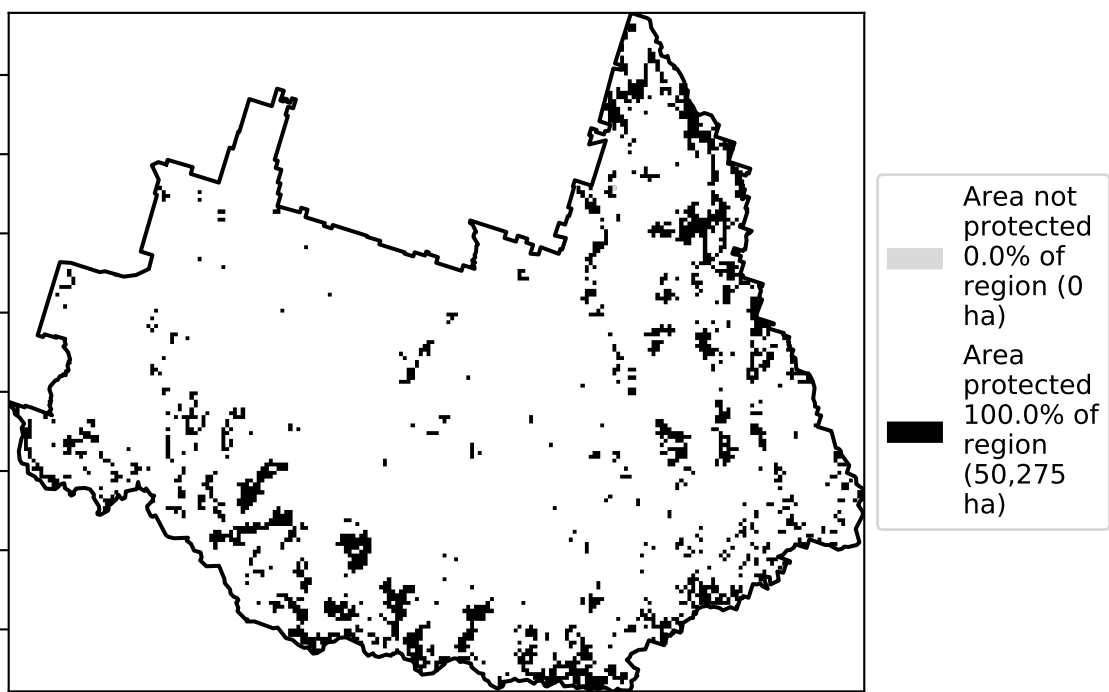 Area not
protected
0.0% of
region (0
ha)
Area
protected
100.0% of
region
(50,275
ha)